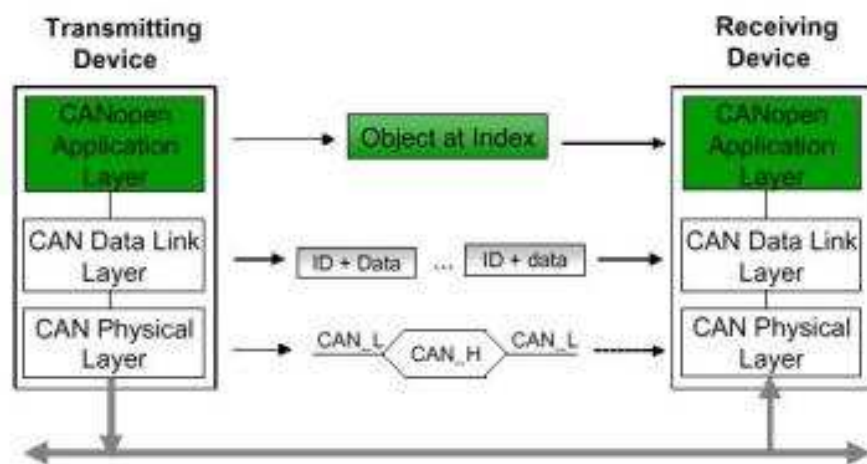 Transmitting
Device
Receiving
Device
CANopen
Application
Layer
Object at Index
CANopen
Application
Layer
CAN Data Link
Layer
ID + Data
...
ID + data
CAN Data Link
Layer
CAN Physical
Layer
CAN_L
CAN_H
CAN_L
CAN Physical
Layer